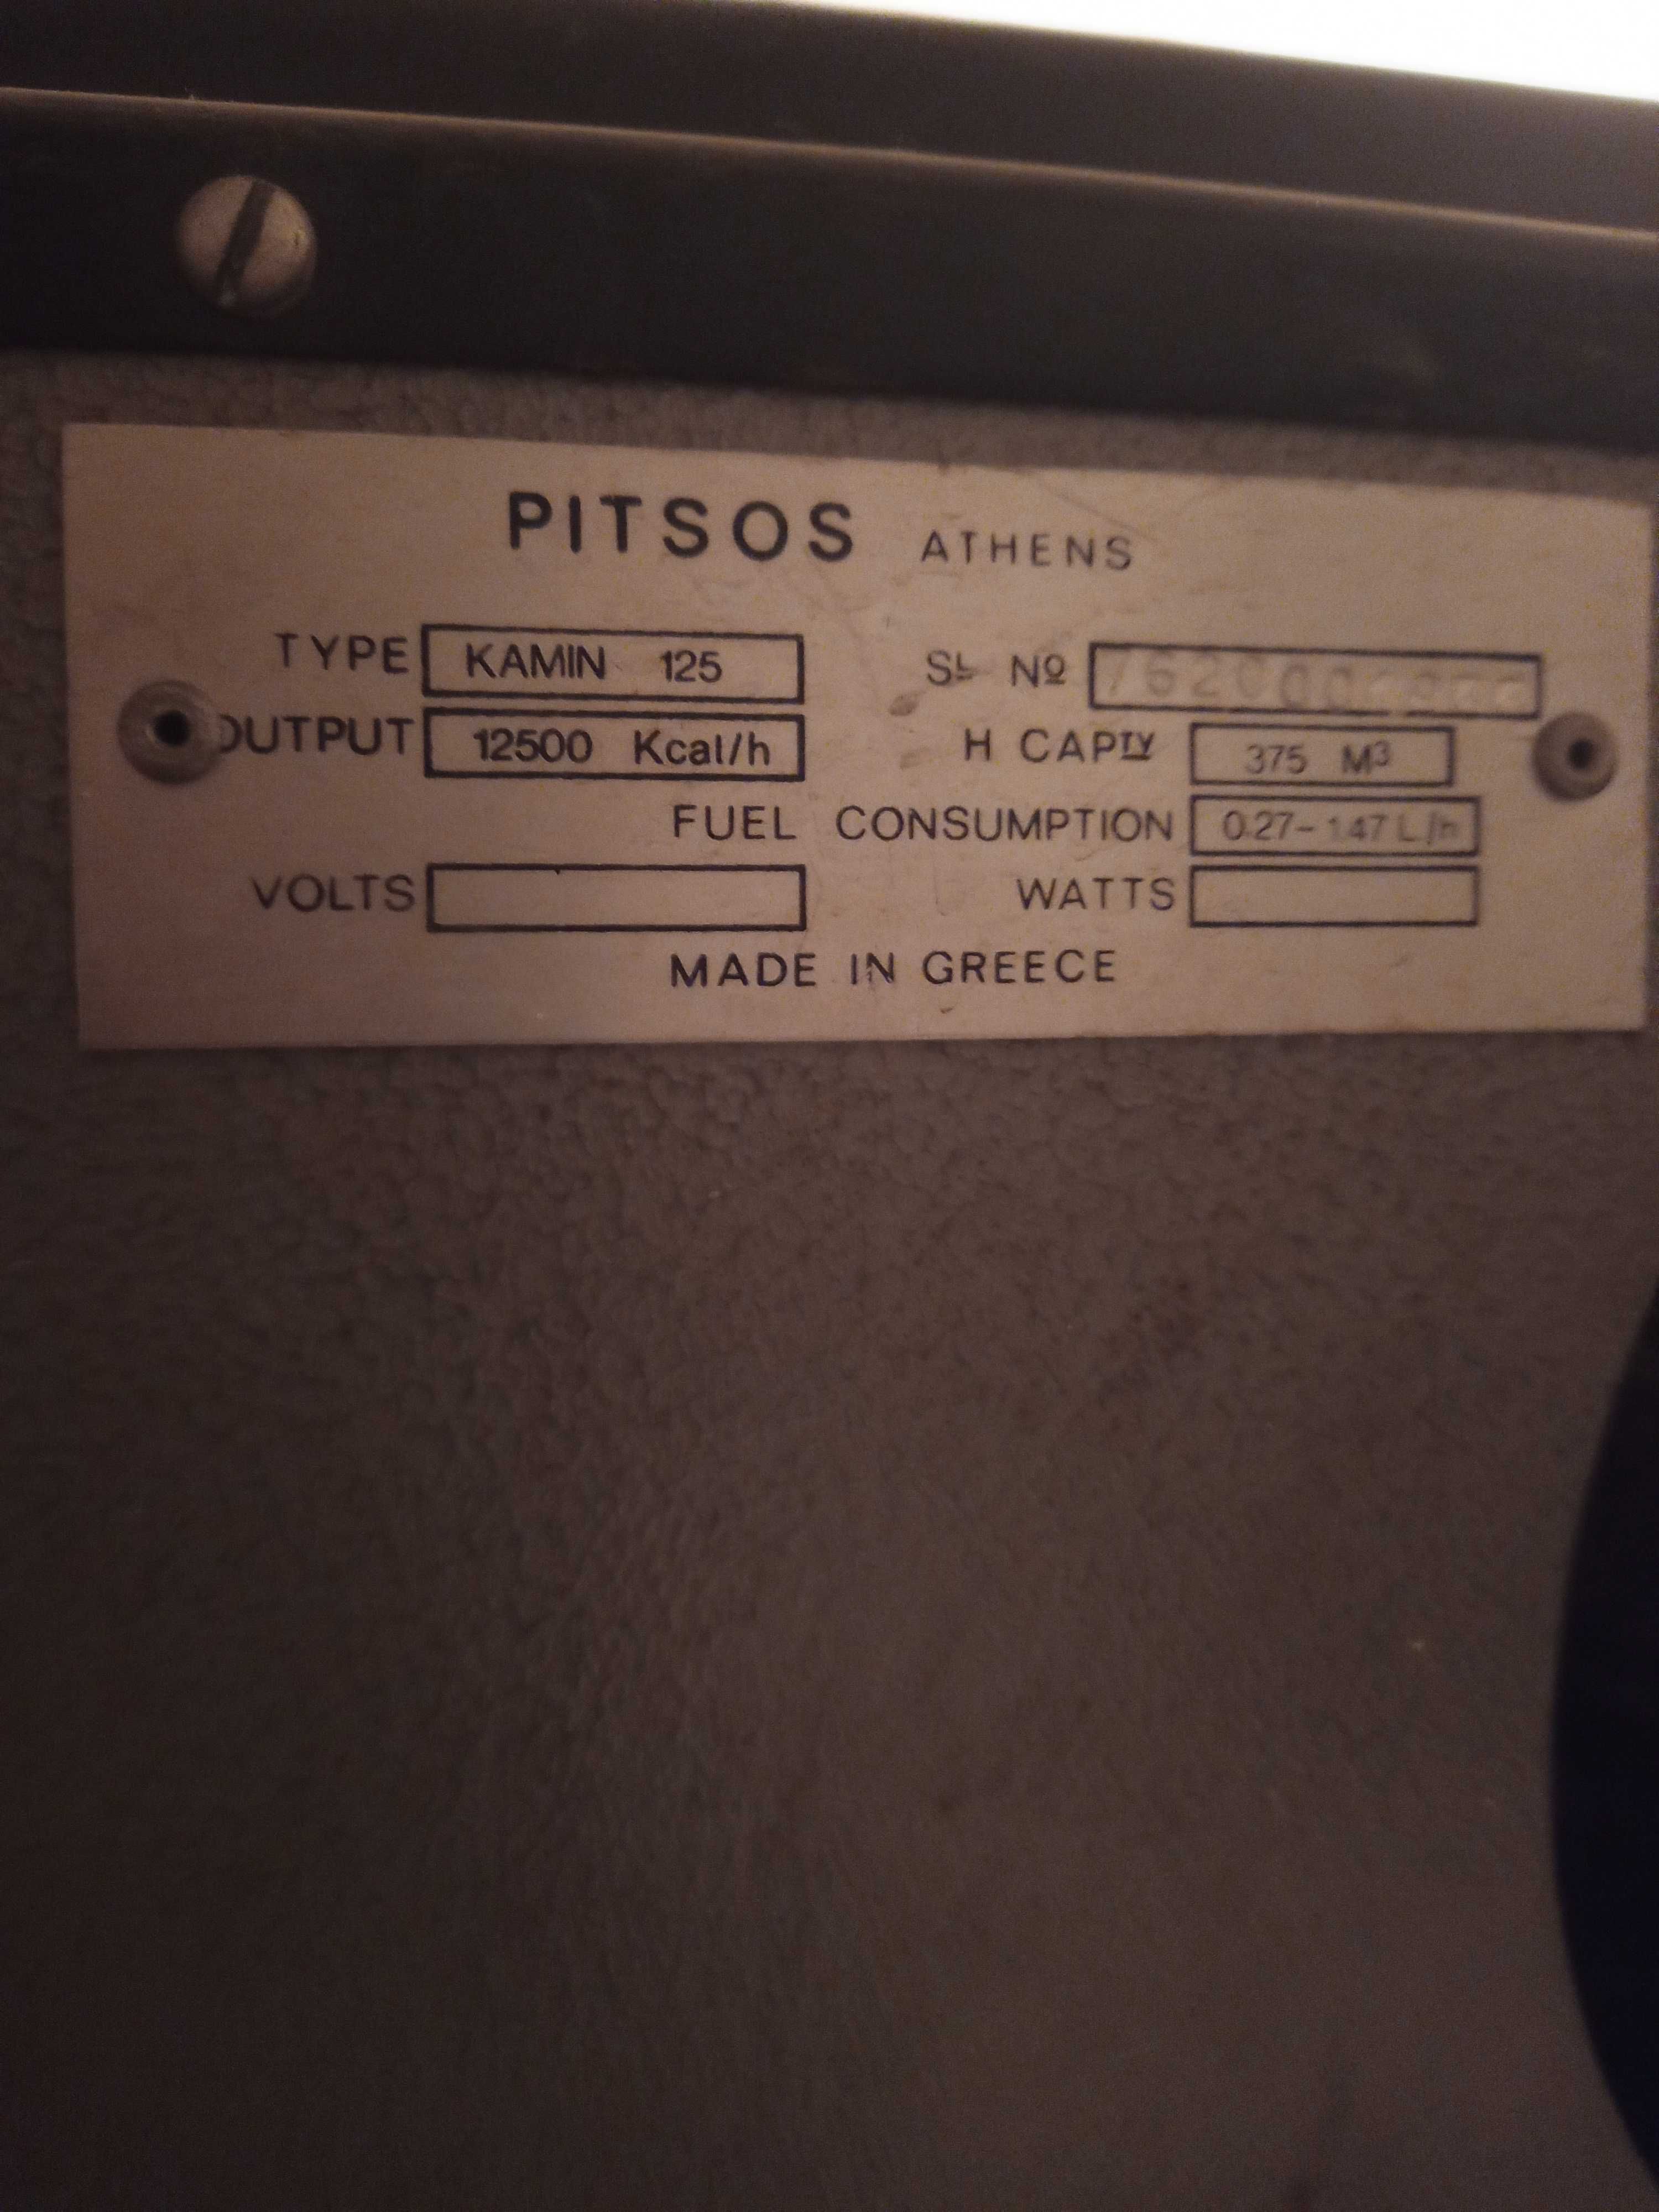 PITSOS ATHENS
TYPE KAMIN 125 SL Nº
OUTPUT 12500 Kcal/h H CAPTY 375 M3
FUEL CONSUMPTION 0.27-1.47 L/h
VOLTS WATTS
MADE IN GREECE